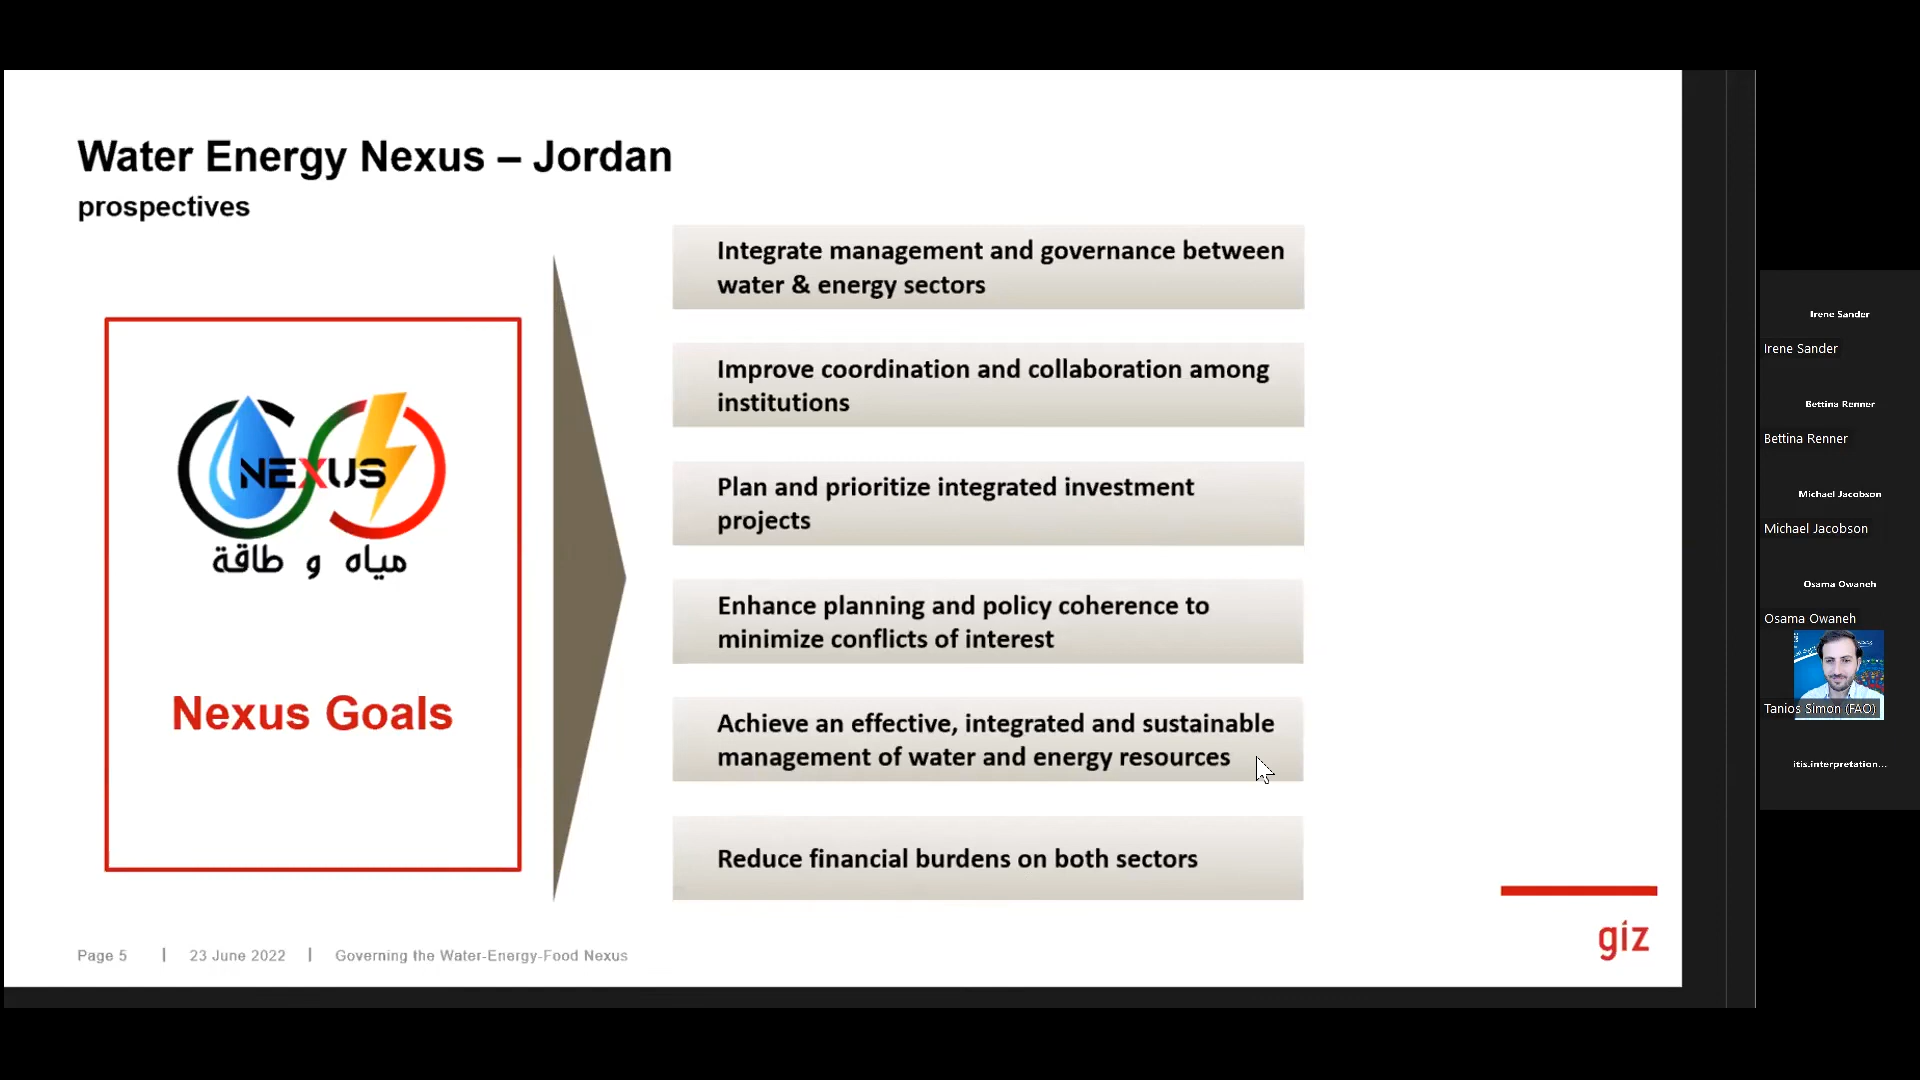 Water Energy Nexus – Jordan
prospectives
NEXUS
مياه و طاقة
Nexus Goals
Integrate management and governance between
water & energy sectors
Improve coordination and collaboration among
institutions
Plan and prioritize integrated investment
projects
Enhance planning and policy coherence to
minimize conflicts of interest
Achieve an effective, integrated and sustainable
management of water and energy resources
Reduce financial burdens on both sectors
Page 5 | 23 June 2022 | Governing the Water-Energy-Food Nexus
giz
Irene Sander
Irene Sander
Bettina Renner
Bettina Renner
Michael Jacobson
Michael Jacobson
Osama Owaneh
Osama Owaneh
Tanios Simon (FAO)
itis.interpretation...